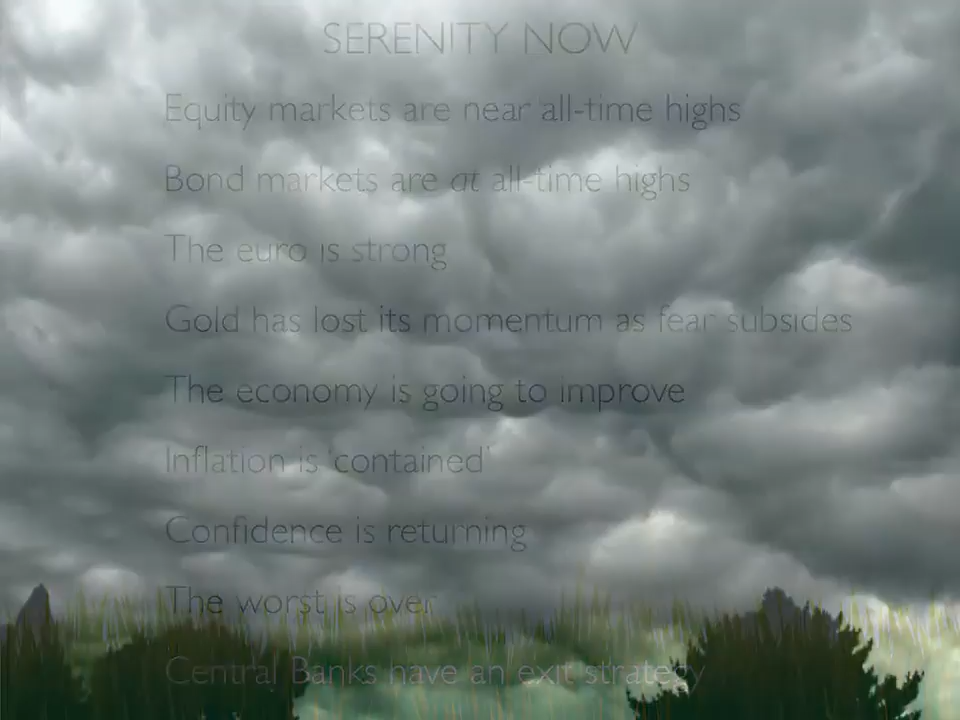 SERENITY NOW
Equity markets are near all-time highs
Bond markets are at all-time highs
The euro is strong
Gold has lost its momentum as fear subsides
The economy is going to improve
Inflation is 'contained'
Confidence is returning
The worst is over
Central Banks have an exit strategy